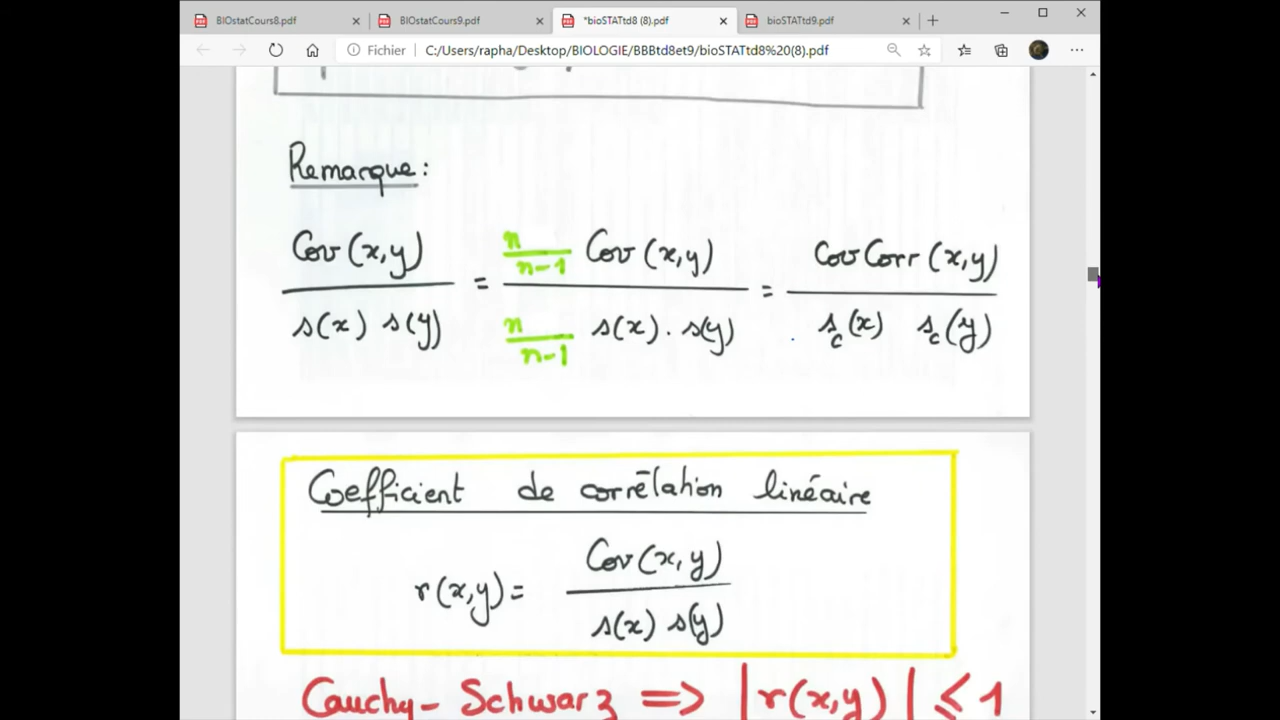 BIOstatCours8.pdf
BIOstatCours9.pdf
*bioSTATtd8 (8).pdf
bioSTATtd9.pdf
Fichier
C:/Users/rapha/Desktop/BIOLOGIE/BBBtd8et9/bioSTATtd8%20(8).pdf
Remarque:
Cov(x,y) / s(x) s(y) = n/n-1 Cov(x,y) / n/n-1 s(x) . s(y) = CovCorr(x,y) / s_c(x) s_c(y)
Coefficient de corrélation linéaire
r(x,y) = Cov(x,y) / s(x) s(y)
Cauchy-Schwarz => |r(x,y)| ≤ 1